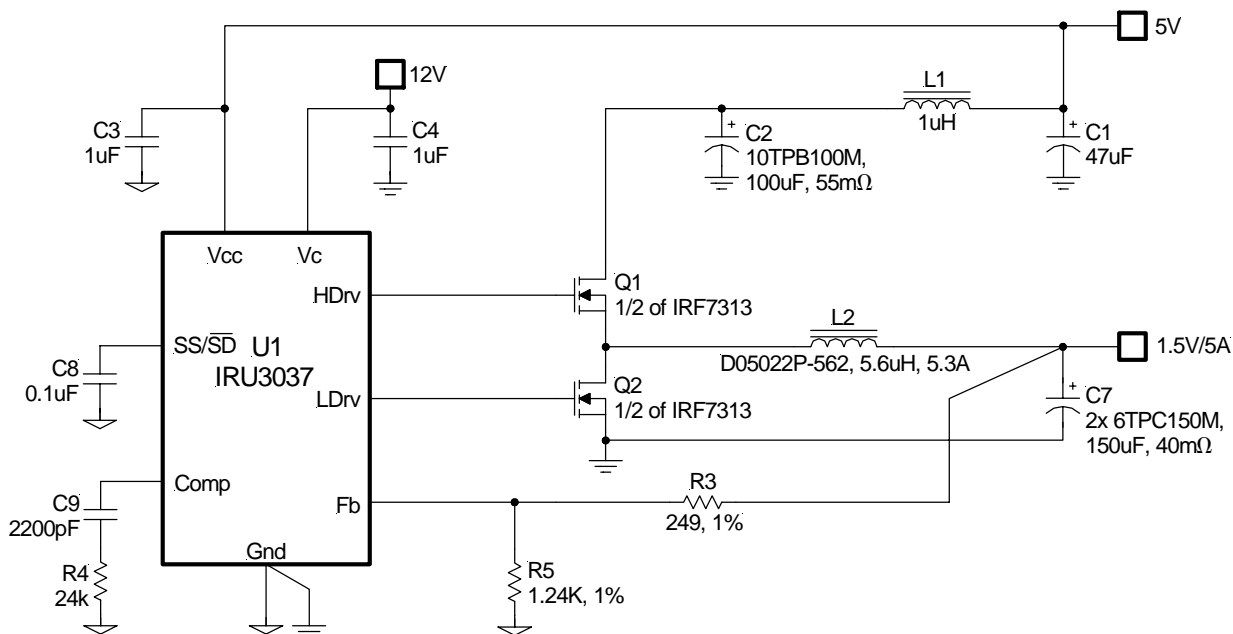 5V
12V
L1
1uH
C3
1uF
C4
1uF
C2
10TPB100M,
100uF, 55mΩ
C1
47uF
Vcc
Vc
HDrv
Q1
1/2 of IRF7313
SS/SD
U1
IRU3037
C8
0.1uF
L2
D05022P-562, 5.6uH, 5.3A
1.5V/5A
LDrv
Q2
1/2 of IRF7313
C7
2x 6TPC150M,
150uF, 40mΩ
Comp
C9
2200pF
Fb
R3
249, 1%
Gnd
R4
24k
R5
1.24K, 1%